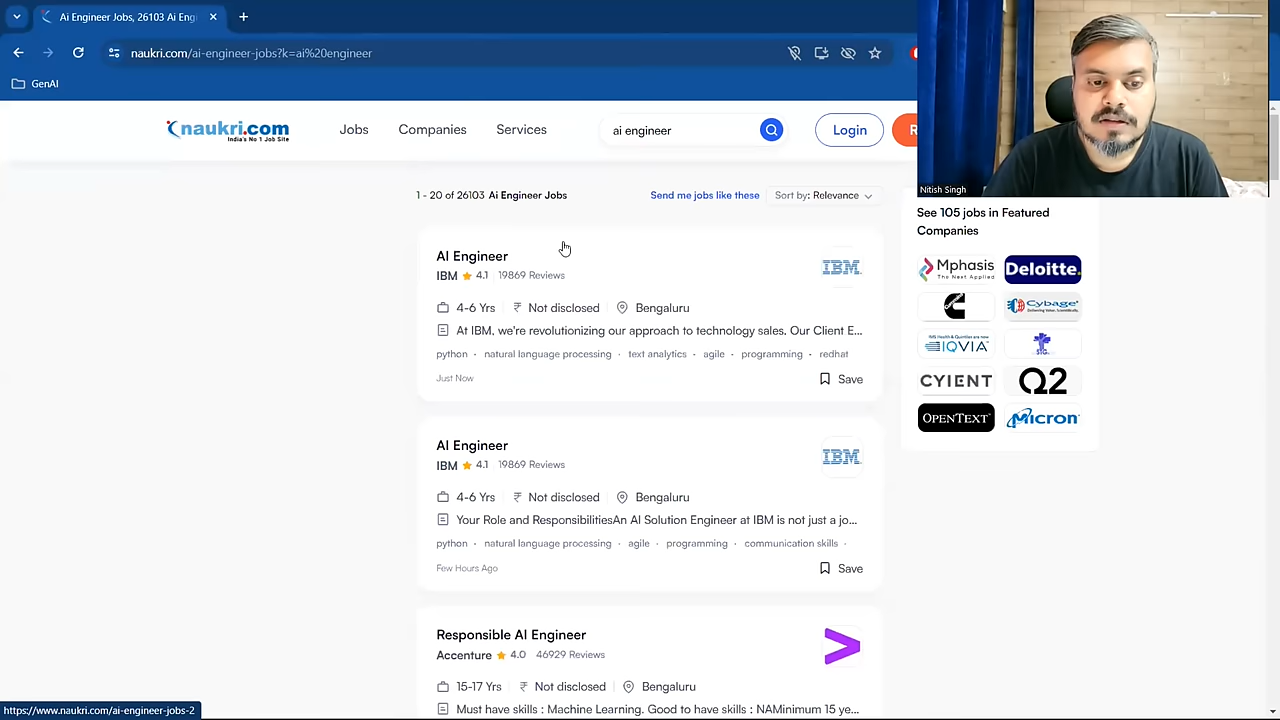 Ai Engineer Jobs, 26103 Ai Eng
naukri.com/ai-engineer-jobs?k=ai%20engineer
GenAI
naukri.com
India's No 1 Job Site
Jobs
Companies
Services
ai engineer
Login
R
Nitish Singh
1 - 20 of 26103 Ai Engineer Jobs
Send me jobs like these
Sort by: Relevance
See 105 jobs in Featured
Companies
AI Engineer
IBM 4.1 19869 Reviews
IBM
4-6 Yrs ₹ Not disclosed Bengaluru
At IBM, we're revolutionizing our approach to technology sales. Our Client E...
python · natural language processing · text analytics · agile · programming · redhat
Just Now
Save
Mphasis
The Next Applied
Deloitte.
Cybage
IQVIA
CYIENT
Q2
OPENTEXT
Micron
AI Engineer
IBM 4.1 19869 Reviews
IBM
4-6 Yrs ₹ Not disclosed Bengaluru
Your Role and ResponsibilitiesAn AI Solution Engineer at IBM is not just a jo...
python · natural language processing · agile · programming · communication skills ·
Few Hours Ago
Save
Responsible AI Engineer
Accenture 4.0 46929 Reviews
15-17 Yrs ₹ Not disclosed Bengaluru
Must have skills : Machine Learning. Good to have skills : NAMinimum 15 ye...
https://www.naukri.com/ai-engineer-jobs-2